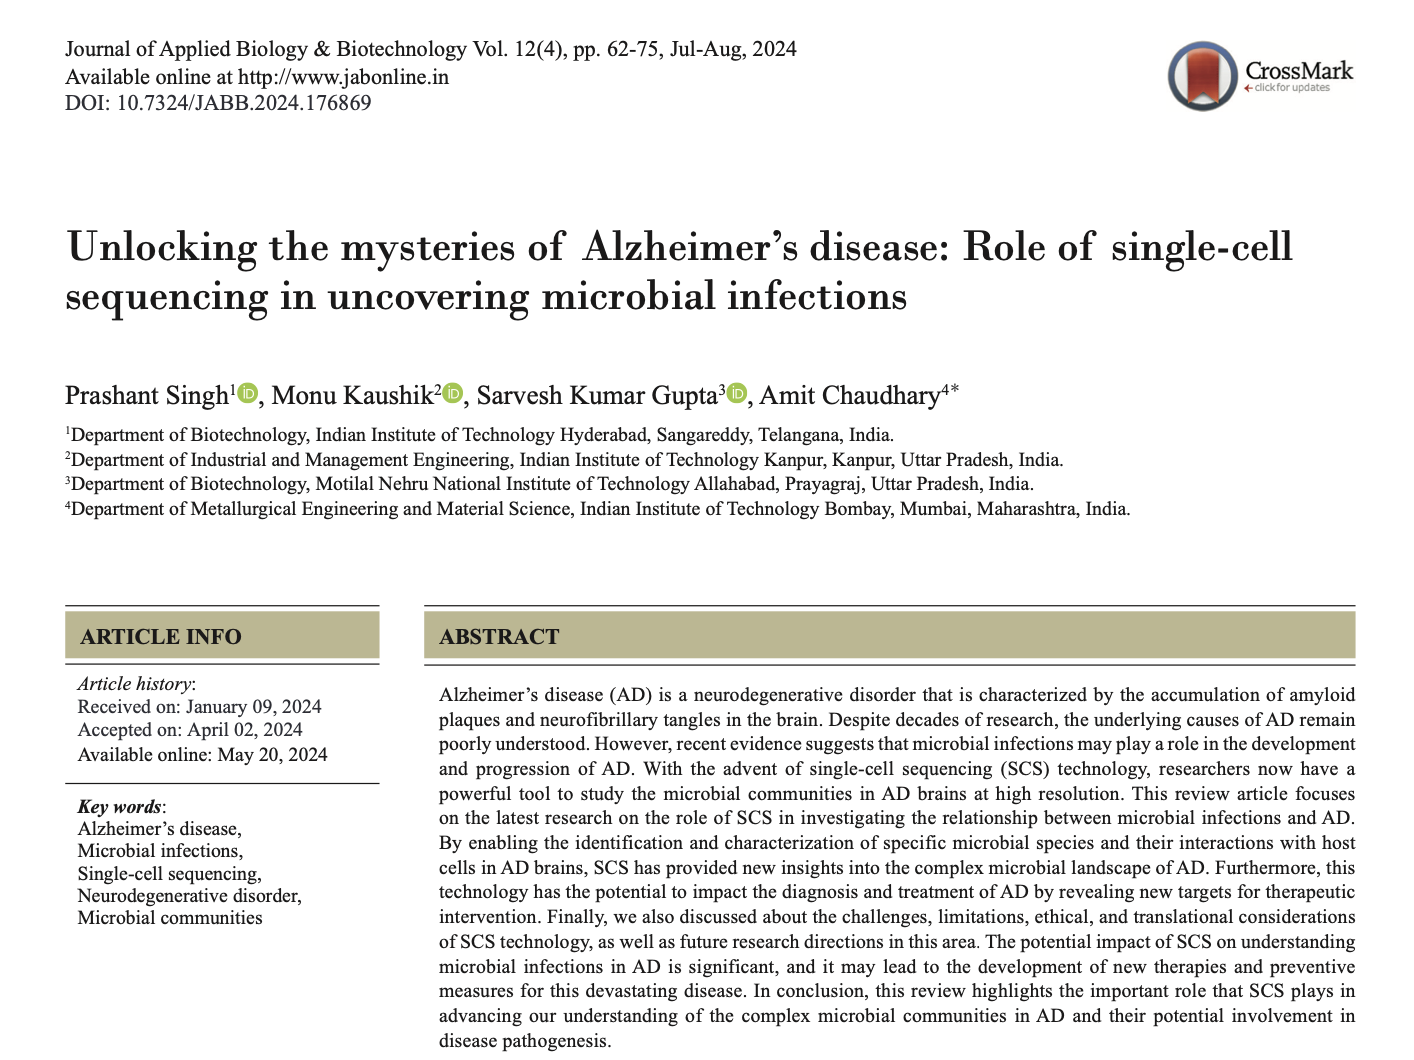 Journal of Applied Biology & Biotechnology Vol. 12(4), pp. 62-75, Jul-Aug, 2024
Available online at http://www.jabonline.in
DOI: 10.7324/JABB.2024.176869
CrossMark
click for updates
Unlocking the mysteries of Alzheimer’s disease: Role of single-cell
sequencing in uncovering microbial infections
Prashant Singh1 iD, Monu Kaushik2 iD, Sarvesh Kumar Gupta3 iD, Amit Chaudhary4*
1Department of Biotechnology, Indian Institute of Technology Hyderabad, Sangareddy, Telangana, India.
2Department of Industrial and Management Engineering, Indian Institute of Technology Kanpur, Kanpur, Uttar Pradesh, India.
3Department of Biotechnology, Motilal Nehru National Institute of Technology Allahabad, Prayagraj, Uttar Pradesh, India.
4Department of Metallurgical Engineering and Material Science, Indian Institute of Technology Bombay, Mumbai, Maharashtra, India.
ARTICLE INFO
Article history:
Received on: January 09, 2024
Accepted on: April 02, 2024
Available online: May 20, 2024
Key words:
Alzheimer’s disease,
Microbial infections,
Single-cell sequencing,
Neurodegenerative disorder,
Microbial communities
ABSTRACT
Alzheimer’s disease (AD) is a neurodegenerative disorder that is characterized by the accumulation of amyloid
plaques and neurofibrillary tangles in the brain. Despite decades of research, the underlying causes of AD remain
poorly understood. However, recent evidence suggests that microbial infections may play a role in the development
and progression of AD. With the advent of single-cell sequencing (SCS) technology, researchers now have a
powerful tool to study the microbial communities in AD brains at high resolution. This review article focuses
on the latest research on the role of SCS in investigating the relationship between microbial infections and AD.
By enabling the identification and characterization of specific microbial species and their interactions with host
cells in AD brains, SCS has provided new insights into the complex microbial landscape of AD. Furthermore, this
technology has the potential to impact the diagnosis and treatment of AD by revealing new targets for therapeutic
intervention. Finally, we also discussed about the challenges, limitations, ethical, and translational considerations
of SCS technology, as well as future research directions in this area. The potential impact of SCS on understanding
microbial infections in AD is significant, and it may lead to the development of new therapies and preventive
measures for this devastating disease. In conclusion, this review highlights the important role that SCS plays in
advancing our understanding of the complex microbial communities in AD and their potential involvement in
disease pathogenesis.